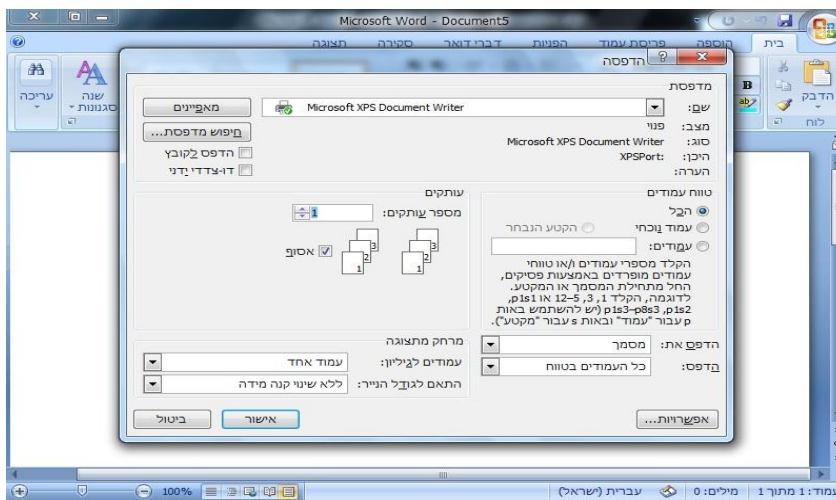 Microsoft Word - Document5
בית
הוספה
פריסת עמוד
הפניות
דברי דואר
סקירה
תצוגה
הדבק
לוח
B
שנה
סגנונות
עריכה
הדפסה
מדפסת
שם: Microsoft XPS Document Writer
מאפיינים
מצב: פנוי
חיפוש מדפסת...
סוג: Microsoft XPS Document Writer
היכן: XPSPort:
הדפס לקובץ
הערה:
דו-צדדי ידני
טווח עמודים
הכל
עמוד נוכחי
הקטע הנבחר
עמודים:
הקלד מספרי עמודים ו/או טווחי
עמודים מופרדים באמצעות פסיקים,
החל מתחילת המסמך או המקטע.
לדוגמה, הקלד 1, 3, 5–12 או p1s1,
p1s2, p1s3–p8s3 (יש להשתמש באות
p עבור "עמוד" ובאות s עבור "מקטע").
עותקים
מספר עותקים: 1
אסוף
1 2 3
1 2 3
הדפס את: מסמך
הדפס: כל העמודים בטווח
מרחק מתצוגה
עמודים לגיליון: עמוד אחד
התאם לגודל הנייר: ללא שינוי קנה מידה
אפשרויות...
אישור
ביטול
עמוד: 1 מתוך 1
מילים: 0
עברית (ישראל)
100%